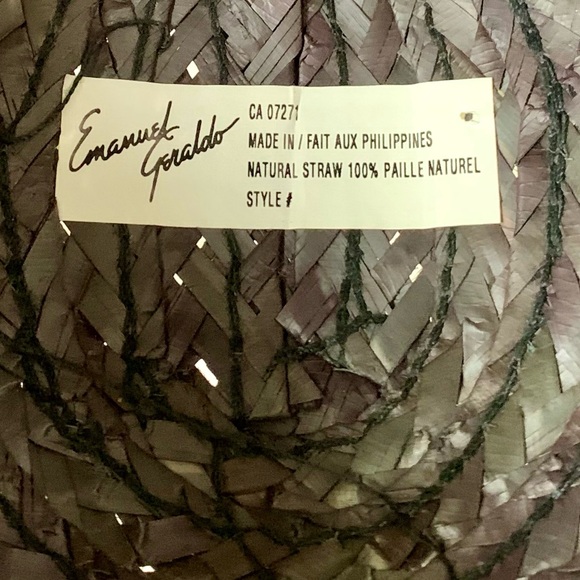 Emanuel
Geraldo
CA 07271
MADE IN / FAIT AUX PHILIPPINES
NATURAL STRAW 100% PAILLE NATUREL
STYLE #